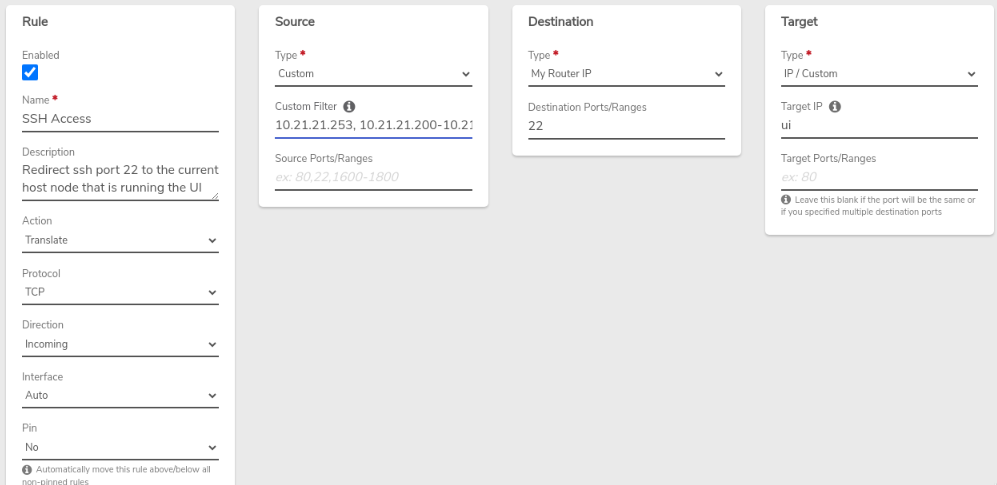 Rule
Enabled
Name *
SSH Access
Description
Redirect ssh port 22 to the current
host node that is running the UI
Action
Translate
Protocol
TCP
Direction
Incoming
Interface
Auto
Pin
No
Automatically move this rule above/below all
non-pinned rules
Source
Type *
Custom
Custom Filter
10.21.21.253, 10.21.21.200-10.21
Source Ports/Ranges
ex: 80,22,1600-1800
Destination
Type *
My Router IP
Destination Ports/Ranges
22
Target
Type *
IP / Custom
Target IP
ui
Target Ports/Ranges
ex: 80
Leave this blank if the port will be the same or
if you specified multiple destination ports